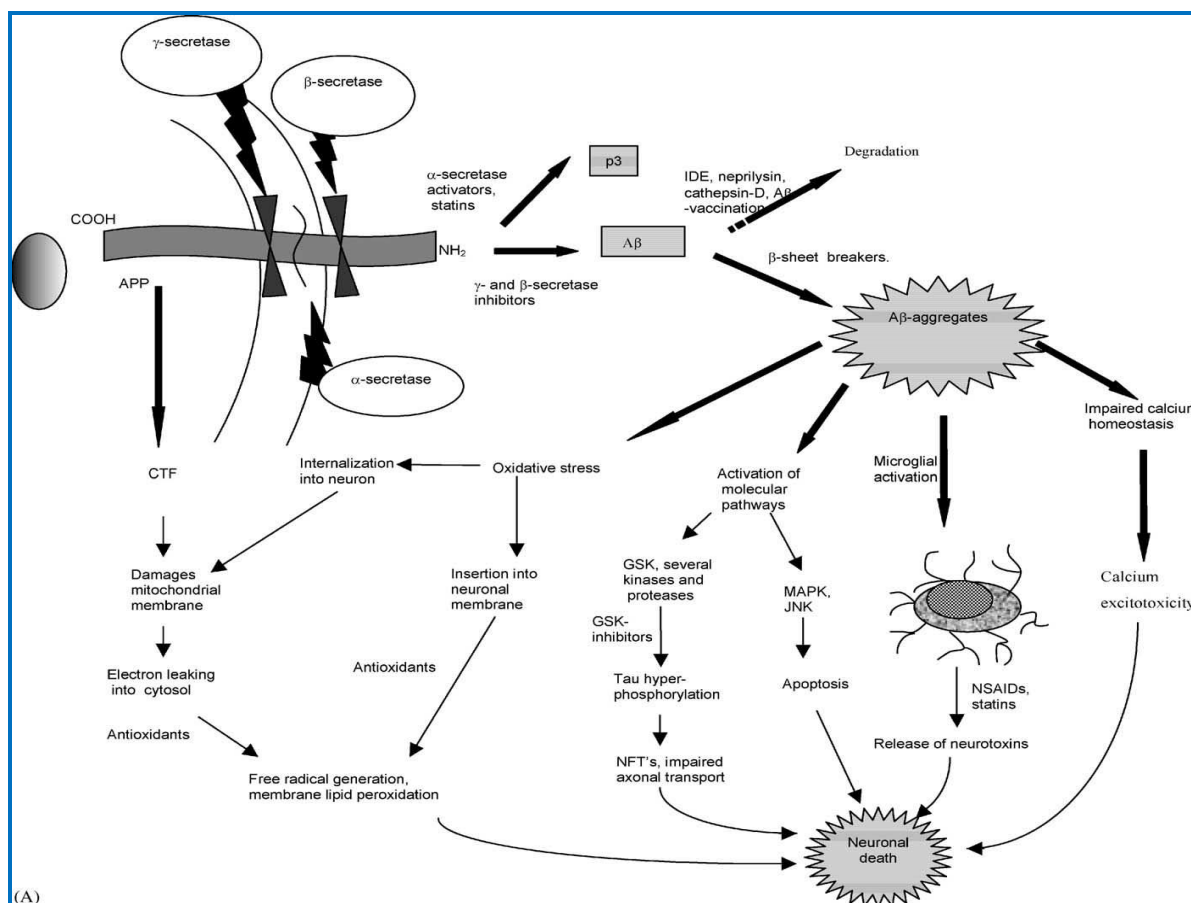 γ-secretase
β-secretase
α-secretase
activators,
statins
p3
IDE, neprilysin,
cathepsin-D, Aβ
-vaccination
Degradation
COOH
NH₂
Aβ
APP
γ- and β-secretase
inhibitors
β-sheet breakers.
Aβ-aggregates
α-secretase
Impaired calcium
homeostasis
CTF
Internalization
into neuron
Oxidative stress
Activation of
molecular
pathways
Microglial
activation
Damages
mitochondrial
membrane
Insertion into
neuronal
membrane
GSK, several
kinases and
proteases
MAPK,
JNK
Calcium
excitotoxicity
GSK-
inhibitors
Electron leaking
into cytosol
Antioxidants
Tau hyper-
phosphorylation
Apoptosis
NSAIDs,
statins
Antioxidants
Release of neurotoxins
NFT's, impaired
axonal transport
Free radical generation,
membrane lipid peroxidation
Neuronal
death
(A)